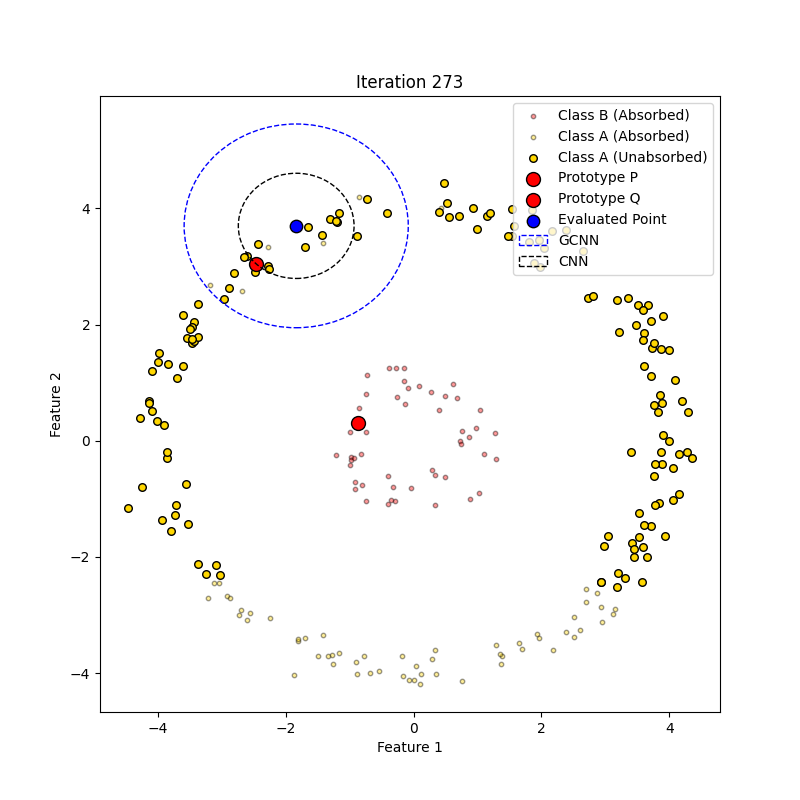 Iteration 273
Class B (Absorbed)
Class A (Absorbed)
Class A (Unabsorbed)
Prototype P
Prototype Q
Evaluated Point
GCNN
CNN
4
2
0
−2
−4
Feature 2
−4 −2 0 2 4
Feature 1